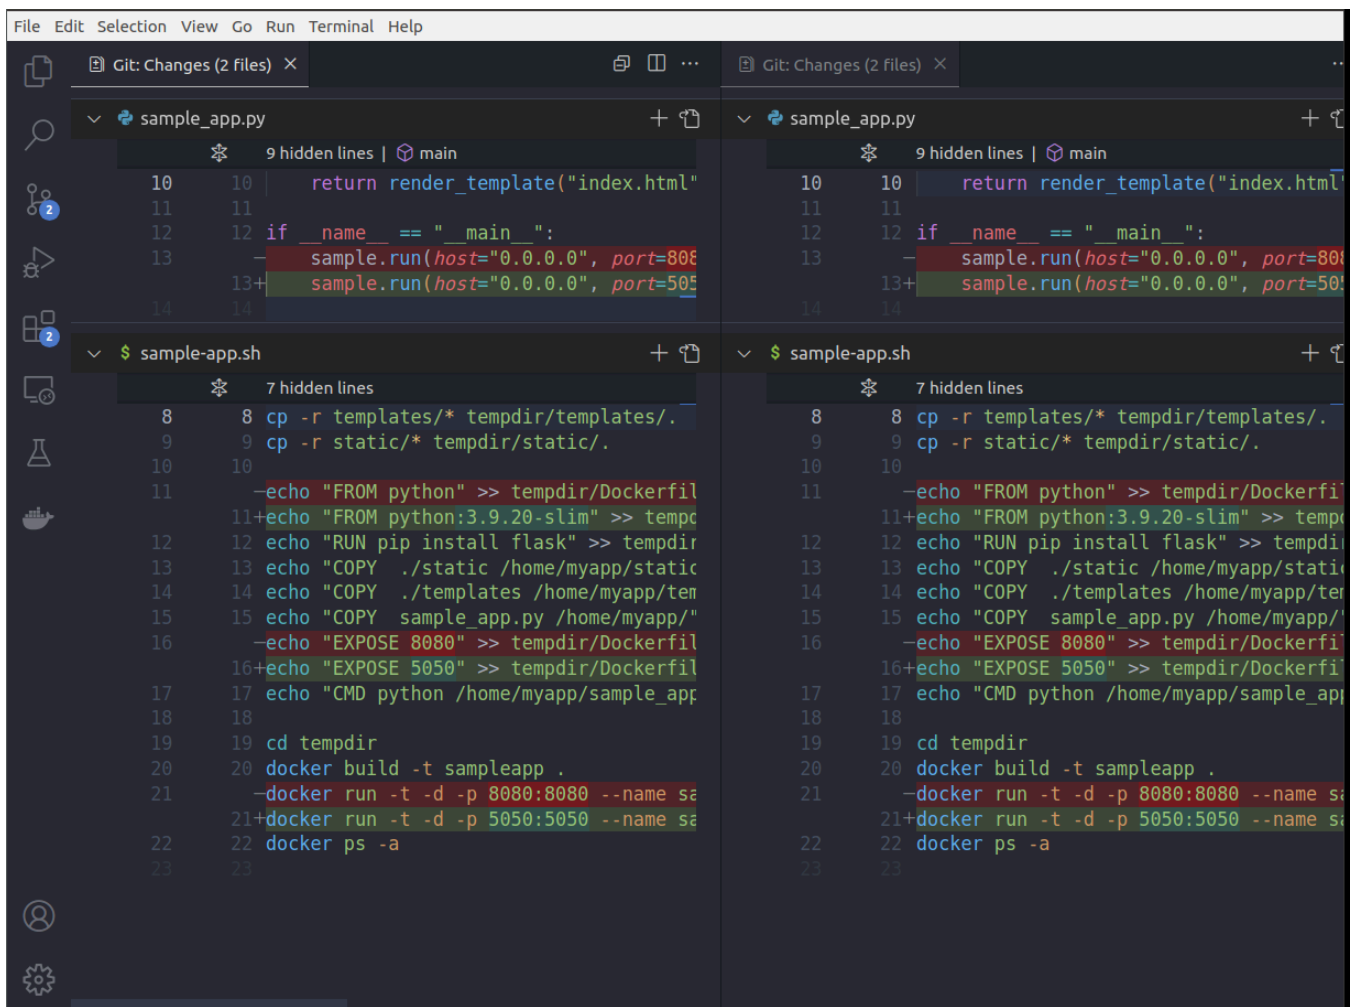 File Edit Selection View Go Run Terminal Help
Git: Changes (2 files)
sample_app.py
9 hidden lines | main
10 10 return render_template("index.html"
11 11
12 12 if __name__ == "__main__":
13 − sample.run(host="0.0.0.0", port=808
13+ sample.run(host="0.0.0.0", port=505
14 14
sample-app.sh
7 hidden lines
8 8 cp -r templates/* tempdir/templates/.
9 9 cp -r static/* tempdir/static/.
10 10
11 −echo "FROM python" >> tempdir/Dockerfil
11+echo "FROM python:3.9.20-slim" >> tempd
12 12 echo "RUN pip install flask" >> tempdir
13 13 echo "COPY  ./static /home/myapp/static
14 14 echo "COPY  ./templates /home/myapp/tem
15 15 echo "COPY  sample_app.py /home/myapp/"
16 −echo "EXPOSE 8080" >> tempdir/Dockerfil
16+echo "EXPOSE 5050" >> tempdir/Dockerfil
17 17 echo "CMD python /home/myapp/sample_app
18 18
19 19 cd tempdir
20 20 docker build -t sampleapp .
21 −docker run -t -d -p 8080:8080 --name sa
21+docker run -t -d -p 5050:5050 --name sa
22 22 docker ps -a
23 23
Git: Changes (2 files)
sample_app.py
9 hidden lines | main
10 10 return render_template("index.html"
11 11
12 12 if __name__ == "__main__":
13 − sample.run(host="0.0.0.0", port=808
13+ sample.run(host="0.0.0.0", port=505
14 14
sample-app.sh
7 hidden lines
8 8 cp -r templates/* tempdir/templates/.
9 9 cp -r static/* tempdir/static/.
10 10
11 −echo "FROM python" >> tempdir/Dockerfil
11+echo "FROM python:3.9.20-slim" >> tempd
12 12 echo "RUN pip install flask" >> tempdi
13 13 echo "COPY  ./static /home/myapp/stati
14 14 echo "COPY  ./templates /home/myapp/tem
15 15 echo "COPY  sample_app.py /home/myapp/"
16 −echo "EXPOSE 8080" >> tempdir/Dockerfil
16+echo "EXPOSE 5050" >> tempdir/Dockerfil
17 17 echo "CMD python /home/myapp/sample_app
18 18
19 19 cd tempdir
20 20 docker build -t sampleapp .
21 −docker run -t -d -p 8080:8080 --name sa
21+docker run -t -d -p 5050:5050 --name sa
22 22 docker ps -a
23 23
2
2